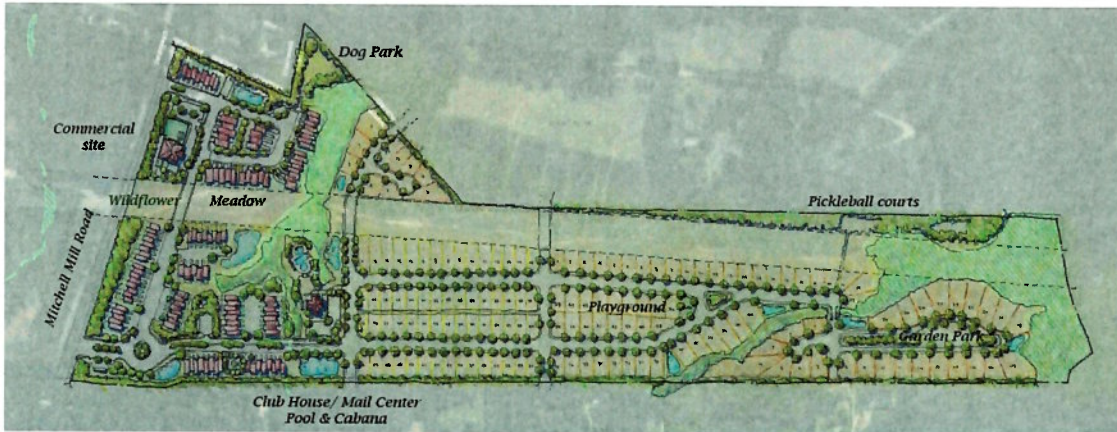 Dog Park
Commercial
site
Wildflower Meadow
Pickleball courts
Mitchell Mill Road
Playground
Garden Park
Club House/ Mail Center
Pool & Cabana